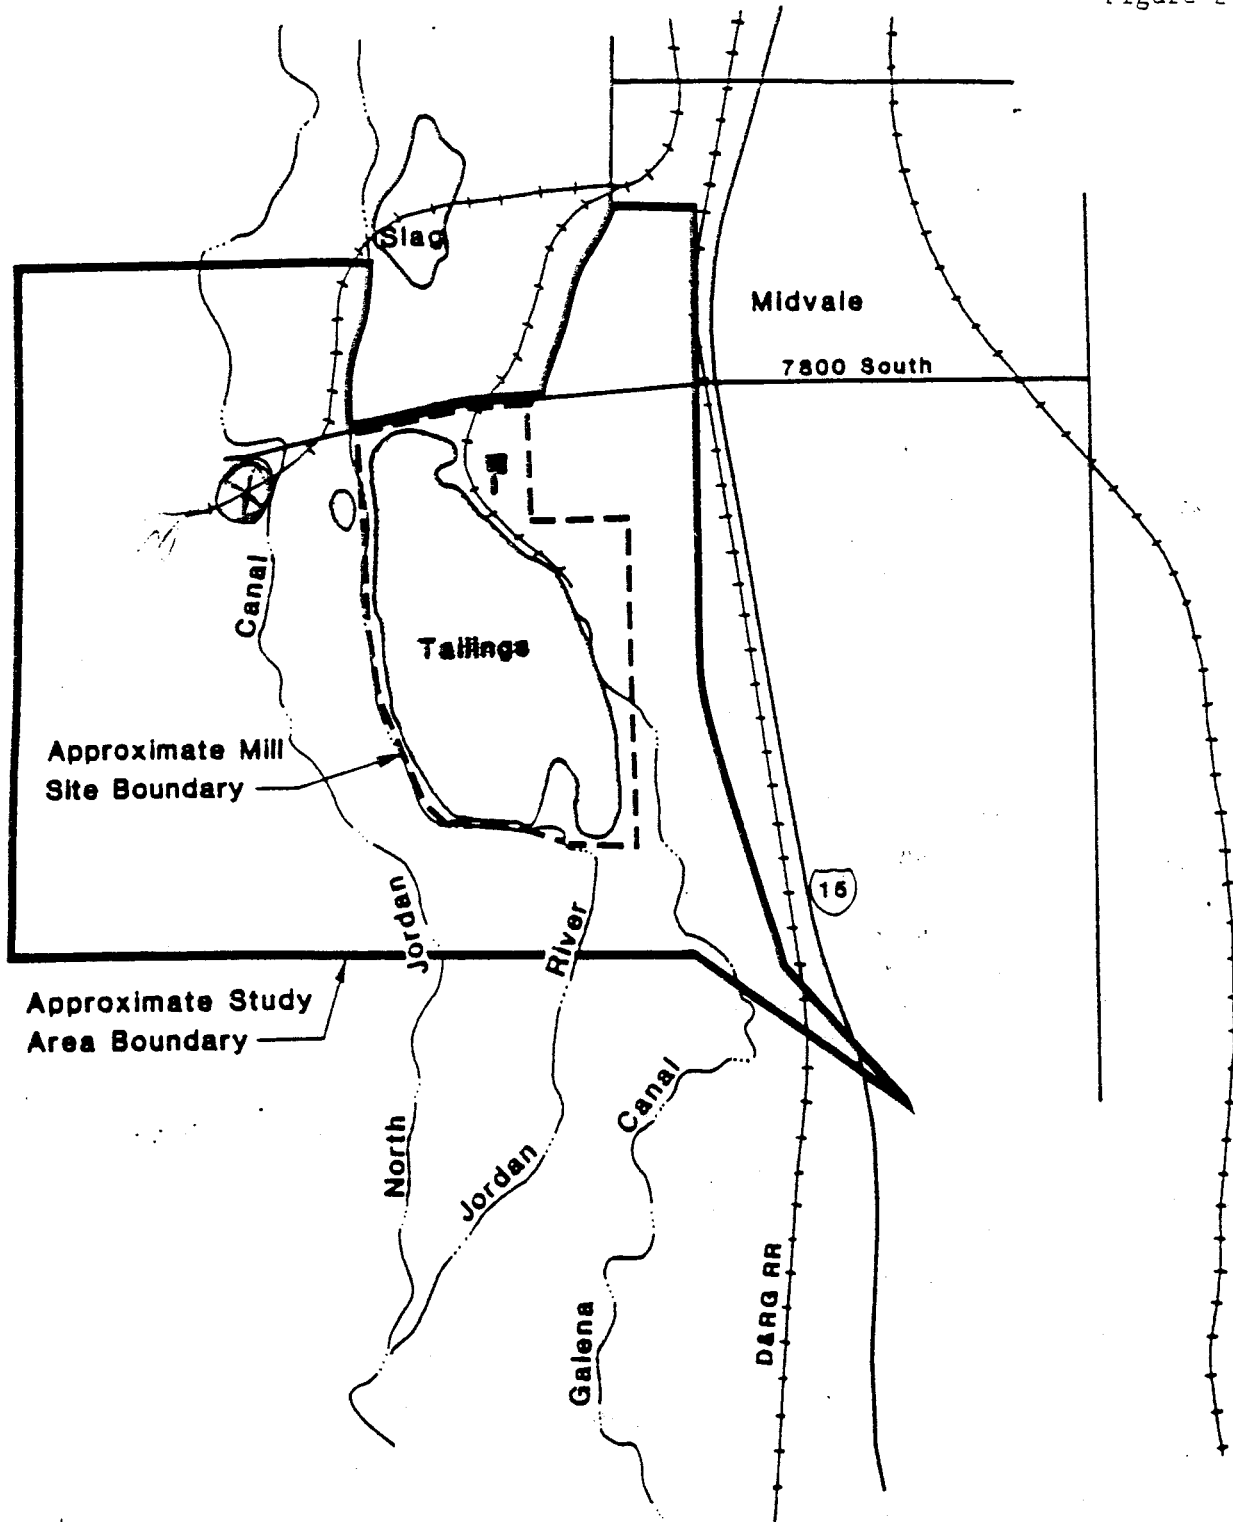 Figure 2
Slag
Midvale
7800 South
Canal
Tailings
Approximate Mill
Site Boundary
15
Jordan
River
Approximate Study
Area Boundary
Canal
North
Jordan
D&RG RR
Galena